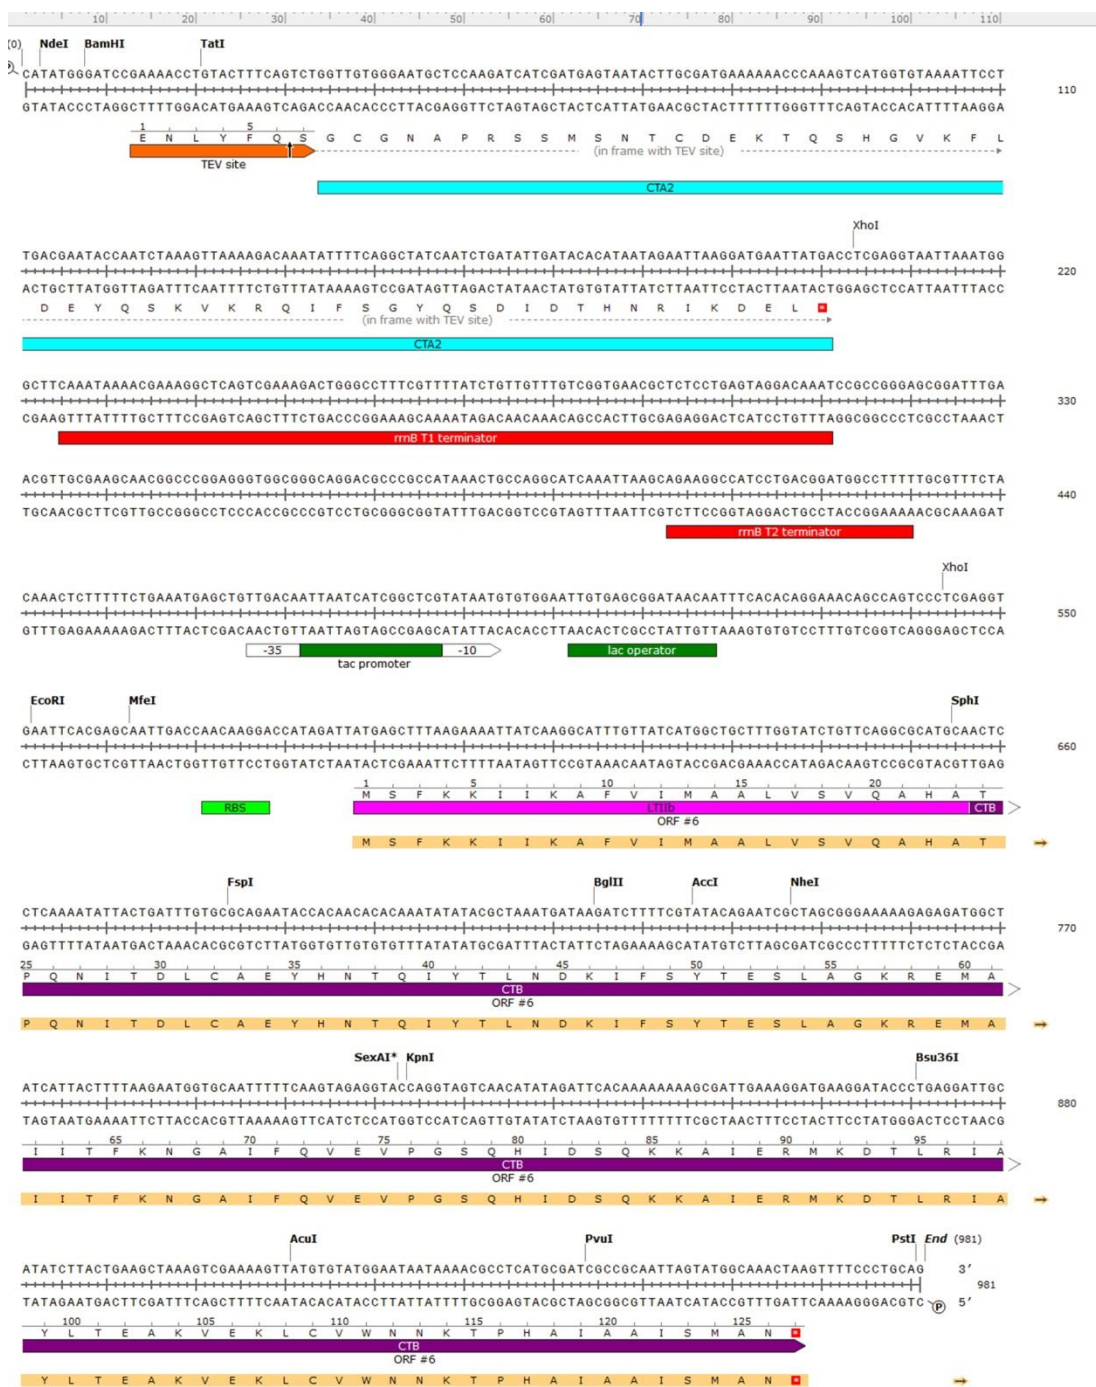 10 20 30 40 50 60 70 80 90 100 110
(0) NdeI BamHI TatI
CATATGGGATCCGAAAACCTGTACTTTCAGTCTGGTTGTGGGAATGCTCCAAGATCATCGATGAGTAATACTTGCGATGAAAAAACCCAAAGTCATGGTGTAAAATTCCT
110
GTATACCCTAGGCTTTTGGACATGAAAGTCAGACCAACACCCTTACGAGGTTCTAGTAGCTACTCATTATGAACGCTACTTTTTTGGGTTTCAGTACCACATTTTAAGGA
1 5
E N L Y F Q S G C G N A P R S S M S N T C D E K T Q S H G V K F L
(in frame with TEV site)
TEV site
CTA2
XhoI
TGACGAATACCAATCTAAAGTTAAAAGACAAATATTTTCAGGCTATCAATCTGATATTGATACACATAATAGAATTAAGGATGAATTATGACCTCGAGGTAATTAAATGG
220
ACTGCTTATGGTTAGATTTCAATTTTCTGTTTATAAAAGTCCGATAGTTAGACTATAACTATGTGTATTATCTTAATTCCTACTTAATACTGGAGCTCCATTAATTTACC
D E Y Q S K V K R Q I F S G Y Q S D I D T H N R I K D E L *
(in frame with TEV site)
CTA2
GCTTCAAATAAAACGAAAGGCTCAGTCGAAAGACTGGGCCTTTCGTTTTATCTGTTGTTTGTCGGTGAACGCTCTCCTGAGTAGGACAAATCCGCCGGGAGCGGATTTGA
330
CGAAGTTTATTTTGCTTTCCGAGTCAGCTTTCTGACCCGGAAAGCAAAATAGACAACAAACAGCCACTTGCGAGAGGACTCATCCTGTTTAGGCGGCCCTCGCCTAAACT
rrnB T1 terminator
ACGTTGCGAAGCAACGGCCCGGAGGGTGGCGGGCAGGACGCCCGCCATAAACTGCCAGGCATCAAATTAAGCAGAAGGCCATCCTGACGGATGGCCTTTTTGCGTTTCTA
440
TGCAACGCTTCGTTGCCGGGCCTCCCACCGCCCGTCCTGCGGGCGGTATTTGACGGTCCGTAGTTTAATTCGTCTTCCGGTAGGACTGCCTACCGGAAAAACGCAAAGAT
rrnB T2 terminator
XhoI
CAAACTCTTTTTCTGAAATGAGCTGTTGACAATTAATCATCGGCTCGTATAATGTGTGGAATTGTGAGCGGATAACAATTTCACACAGGAAACAGCCAGTCCCTCGAGGT
550
GTTTGAGAAAAAGACTTTACTCGACAACTGTTAATTAGTAGCCGAGCATATTACACACCTTAACACTCGCCTATTGTTAAAGTGTGTCCTTTGTCGGTCAGGGAGCTCCA
-35 -10 lac operator
tac promoter
EcoRI MfeI SphI
GAATTCACGAGCAATTGACCAACAAGGACCATAGATTATGAGCTTTAAGAAAATTATCAAGGCATTTGTTATCATGGCTGCTTTGGTATCTGTTCAGGCGCATGCAACTC
660
CTTAAGTGCTCGTTAACTGGTTGTTCCTGGTATCTAATACTCGAAATTCTTTTAATAGTTCCGTAAACAATAGTACCGACGAAACCATAGACAAGTCCGCGTACGTTGAG
1 5 10 15 20
M S F K K I I K A F V I M A A L V S V Q A H A T
RBS LTIIb CTB
ORF #6
M S F K K I I K A F V I M A A L V S V Q A H A T
FspI BglII AccI NheI
CTCAAAATATTACTGATTTGTGCGCAGAATACCACAACACACAAATATATACGCTAAATGATAAGATCTTTTCGTATACAGAATCGCTAGCGGGAAAAAGAGAGATGGCT
770
GAGTTTTATAATGACTAAACACGCGTCTTATGGTGTTGTGTGTTTATATATGCGATTTACTATTCTAGAAAAGCATATGTCTTAGCGATCGCCCTTTTTCTCTCTACCGA
25 30 35 40 45 50 55 60
P Q N I T D L C A E Y H N T Q I Y T L N D K I F S Y T E S L A G K R E M A
CTB
ORF #6
P Q N I T D L C A E Y H N T Q I Y T L N D K I F S Y T E S L A G K R E M A
SexAI* KpnI Bsu36I
ATCATTACTTTTAAGAATGGTGCAATTTTTCAAGTAGAGGTACCAGGTAGTCAACATATAGATTCACAAAAAAAAGCGATTGAAAGGATGAAGGATACCCTGAGGATTGC
880
TAGTAATGAAAATTCTTACCACGTTAAAAAGTTCATCTCCATGGTCCATCAGTTGTATATCTAAGTGTTTTTTTTCGCTAACTTTCCTACTTCCTATGGGACTCCTAACG
65 70 75 80 85 90 95
I I T F K N G A I F Q V E V P G S Q H I D S Q K K A I E R M K D T L R I A
CTB
ORF #6
I I T F K N G A I F Q V E V P G S Q H I D S Q K K A I E R M K D T L R I A
AcuI PvuI PstI End (981)
ATATCTTACTGAAGCTAAAGTCGAAAAGTTATGTGTATGGAATAATAAAACGCCTCATGCGATCGCCGCAATTAGTATGGCAAACTAAGTTTTCCCTGCAG 3′
981
TATAGAATGACTTCGATTTCAGCTTTTCAATACACATACCTTATTATTTTGCGGAGTACGCTAGCGGCGTTAATCATACCGTTTGATTCAAAAGGGACGTC P 5′
100 105 110 115 120 125
Y L T E A K V E K L C V W N N K T P H A I A A I S M A N *
CTB
ORF #6
Y L T E A K V E K L C V W N N K T P H A I A A I S M A N *